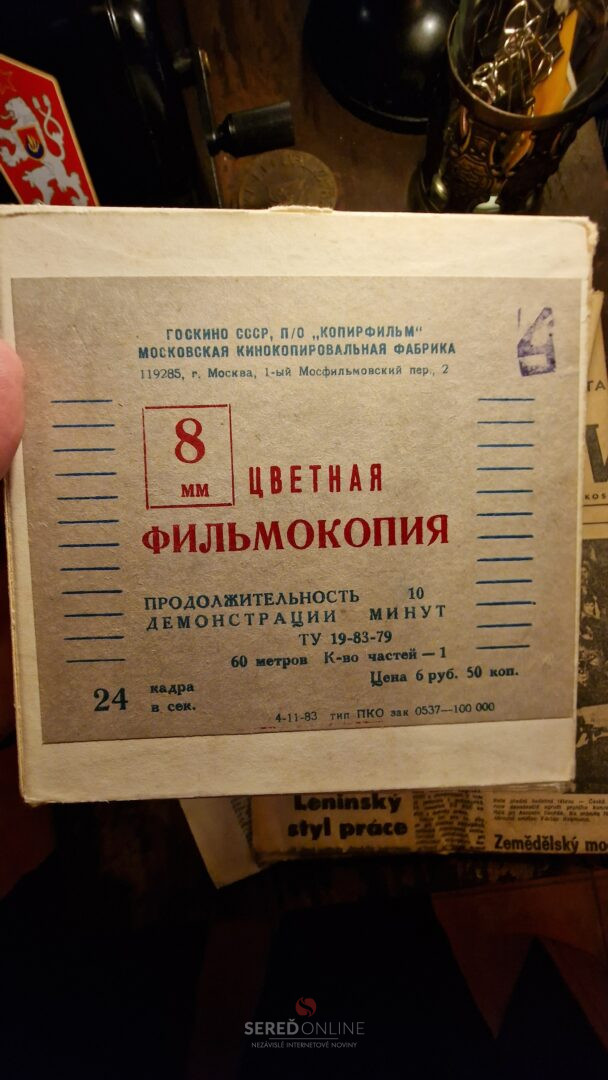 ГОСКИНО СССР, П/О „КОПИРФИЛЬМ“
МОСКОВСКАЯ КИНОКОПИРОВАЛЬНАЯ ФАБРИКА
119285, г. Москва, 1-ый Мосфильмовский пер., 2
8
мм
ЦВЕТНАЯ
ФИЛЬМОКОПИЯ
ПРОДОЛЖИТЕЛЬНОСТЬ 10
ДЕМОНСТРАЦИИ МИНУТ
ТУ 19-83-79
60 метров К-во частей — 1
Цена 6 руб. 50 коп.
24 кадра
в сек.
4-11-83 тип ПКО зак 0537—100 000
Leninský
styl práce
Zemědělský
SEREĎ ONLINE
NEZÁVISLÉ INTERNETOVÉ NOVINY